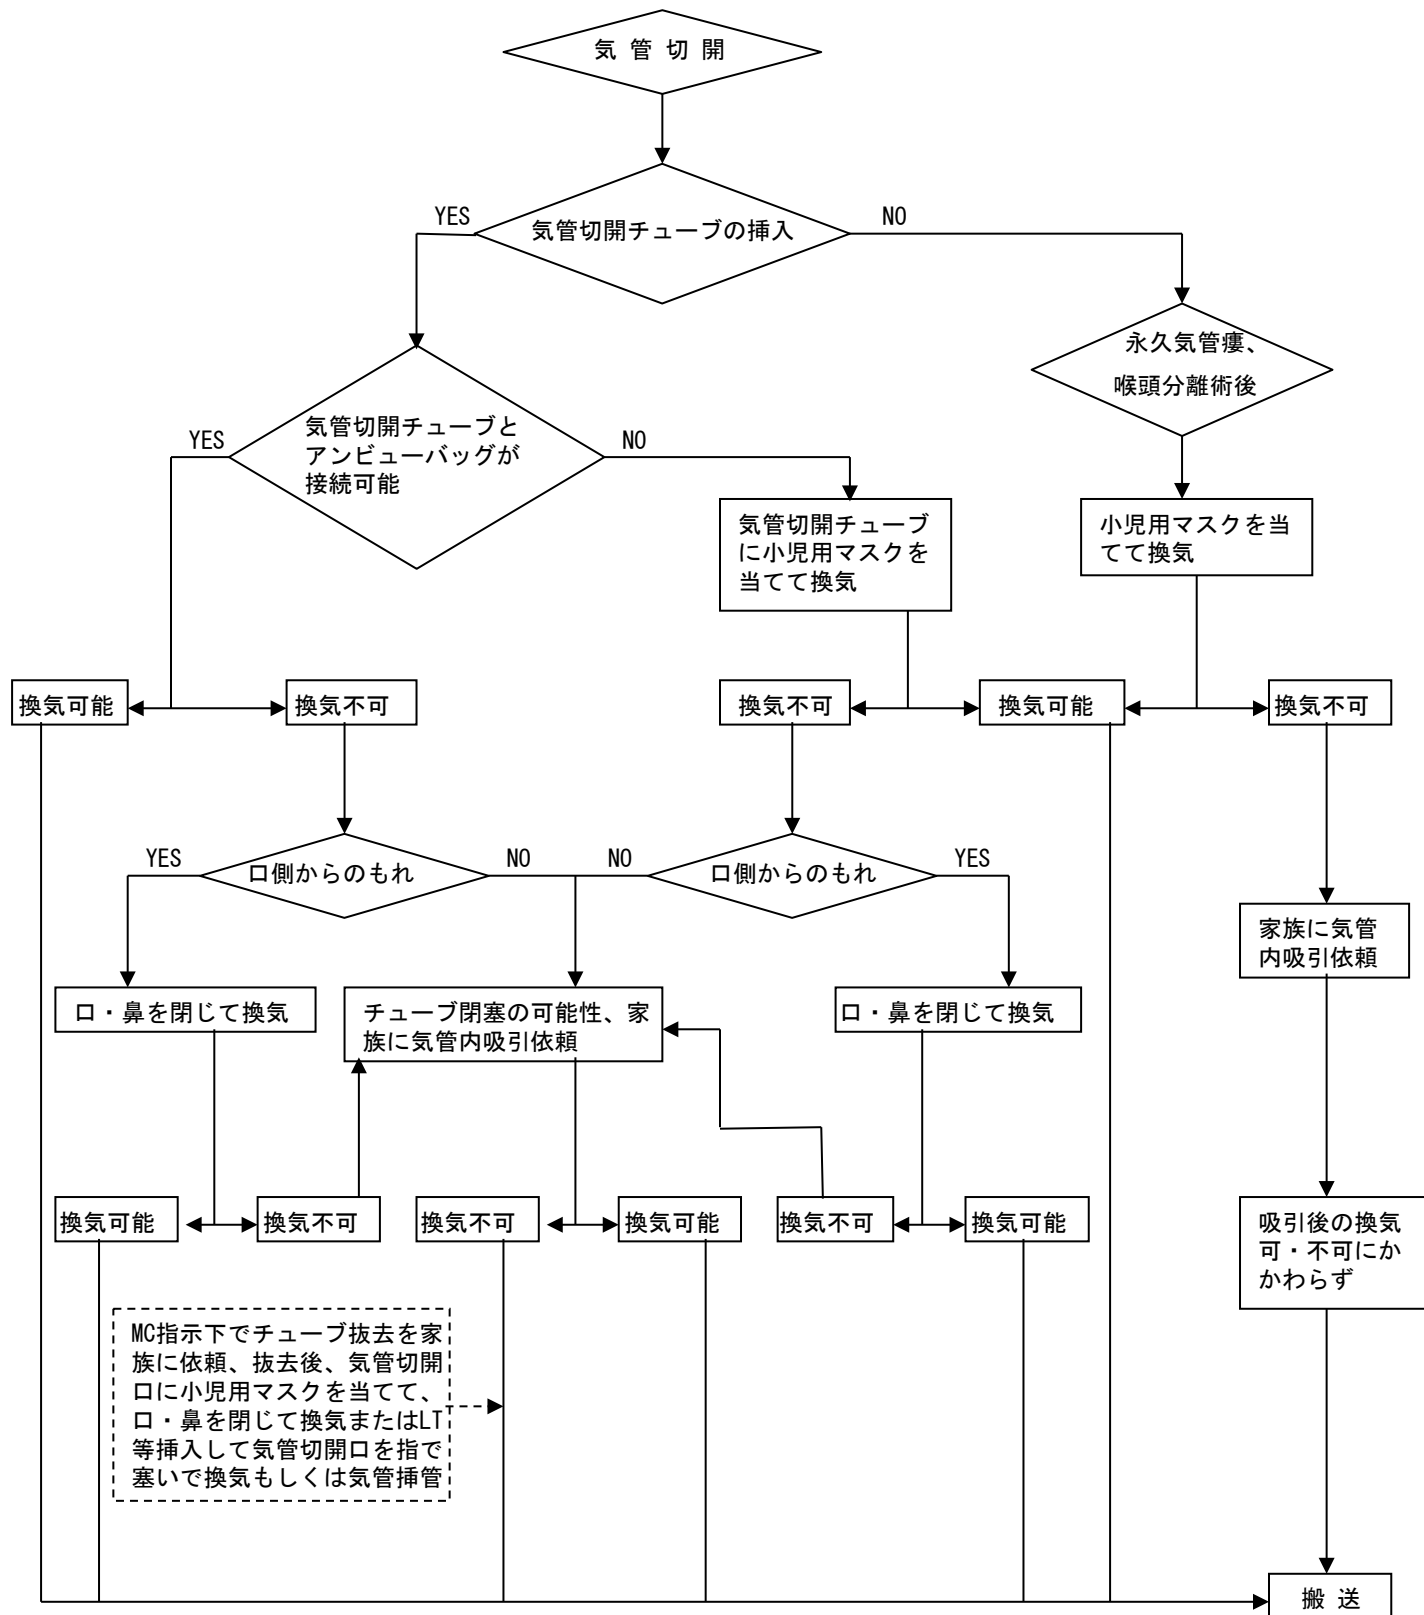 気 管 切 開
YES
気管切開チューブの挿入
NO
永久気管瘻、
喉頭分離術後
YES
気管切開チューブと
アンビューバッグが
接続可能
NO
気管切開チューブ
に小児用マスクを
当てて換気
小児用マスクを当
てて換気
換気可能
換気不可
換気不可
換気可能
換気不可
YES
口側からのもれ
NO
NO
口側からのもれ
YES
家族に気管
内吸引依頼
口・鼻を閉じて換気
チューブ閉塞の可能性、家
族に気管内吸引依頼
口・鼻を閉じて換気
換気可能
換気不可
換気不可
換気可能
換気不可
換気可能
吸引後の換気
可・不可にか
かわらず
MC指示下でチューブ抜去を家
族に依頼、抜去後、気管切開
口に小児用マスクを当てて、
口・鼻を閉じて換気またはLT
等挿入して気管切開口を指で
塞いで換気もしくは気管挿管
搬 送